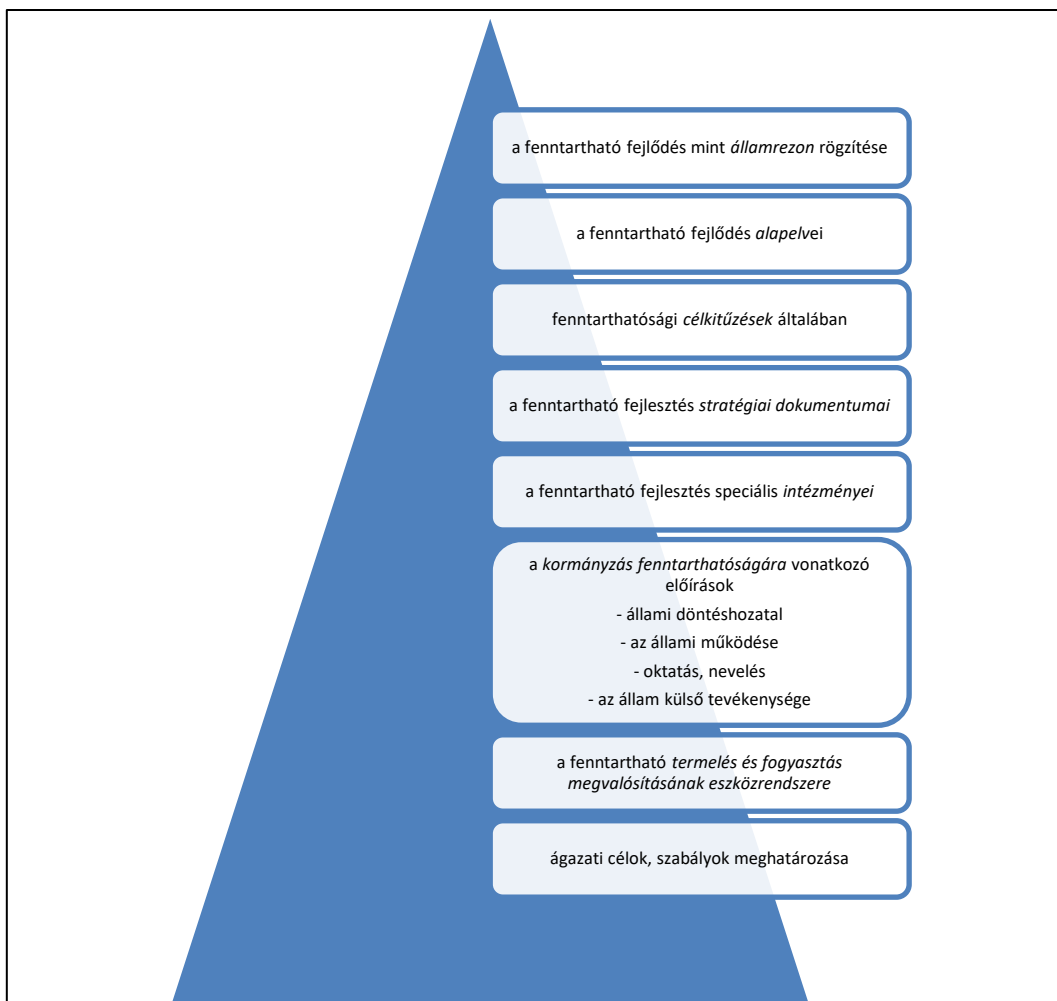 a fenntartható fejlődés mint államrezon rögzítése
a fenntartható fejlődés alapelvei
fenntarthatósági célkitűzések általában
a fenntartható fejlesztés stratégiai dokumentumai
a fenntartható fejlesztés speciális intézményei
a kormányzás fenntarthatóságára vonatkozó
előírások
- állami döntéshozatal
- az állami működése
- oktatás, nevelés
- az állam külső tevékenysége
a fenntartható termelés és fogyasztás
megvalósításának eszközrendszere
ágazati célok, szabályok meghatározása